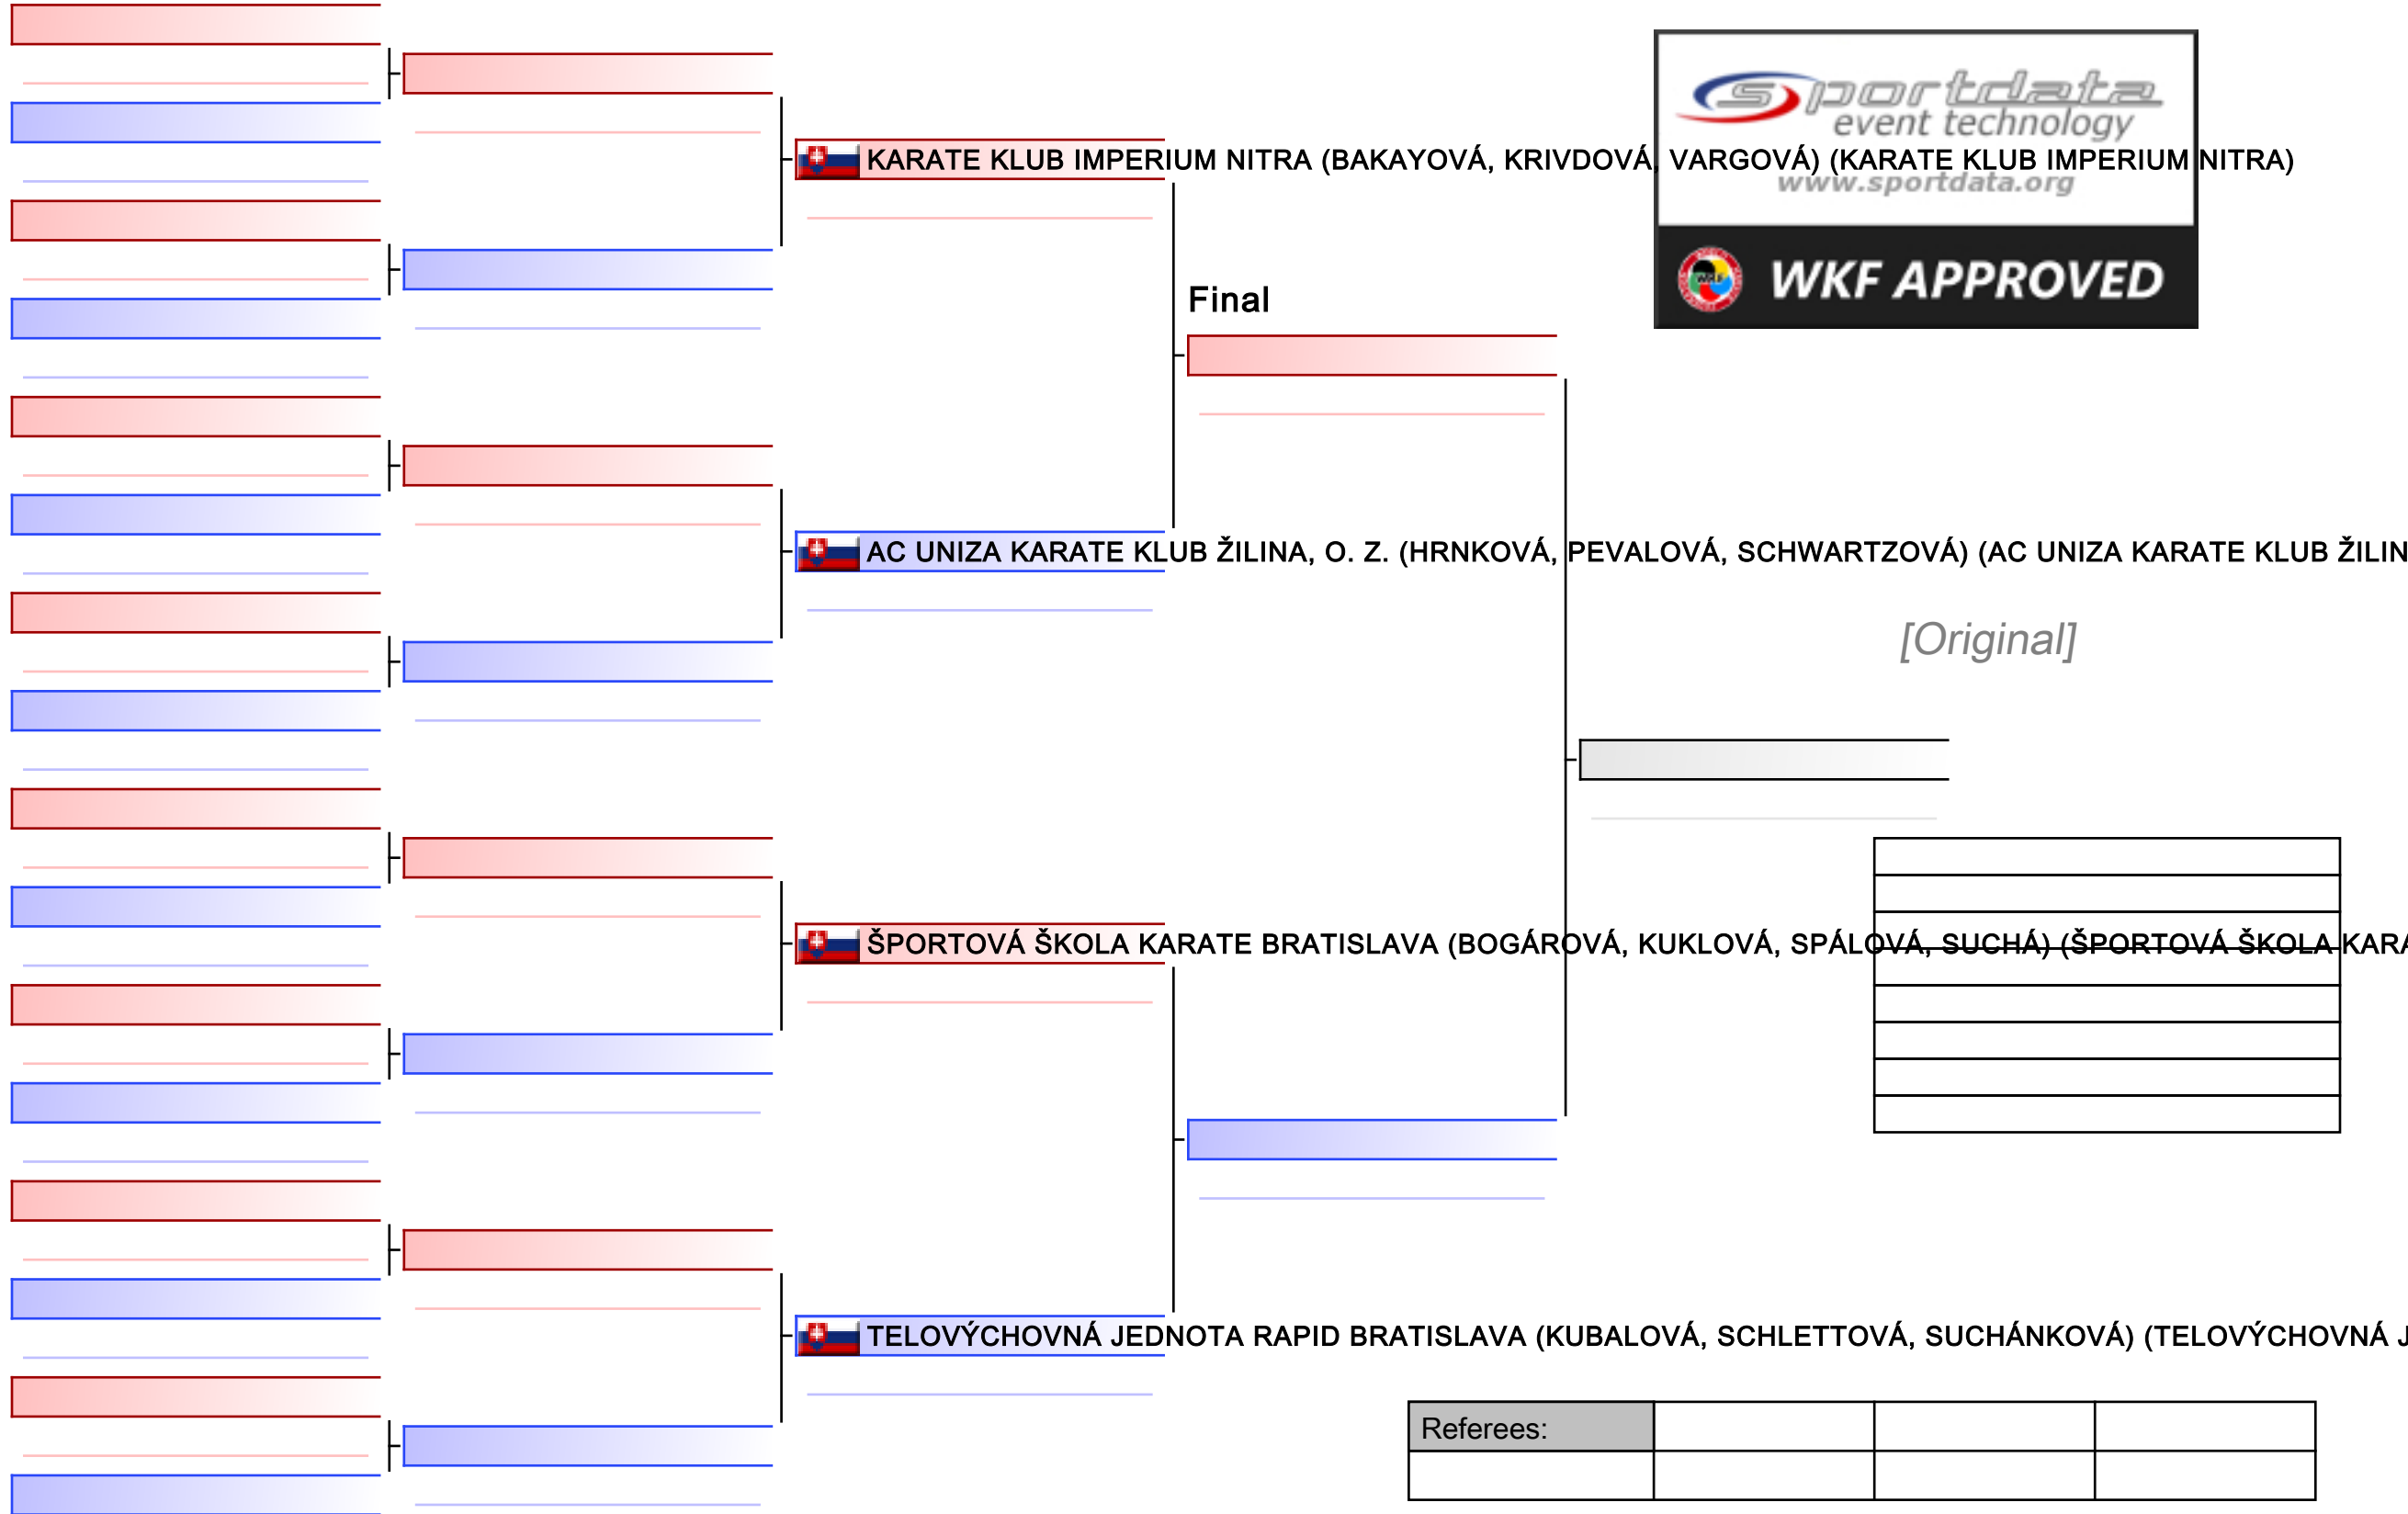 sportdata
event technology
KARATE KLUB IMPERIUM NITRA (BAKAYOVÁ, KRIVDOVÁ, VARGOVÁ) (KARATE KLUB IMPERIUM NITRA)
www.sportdata.org
WKF
WKF APPROVED
Final
AC UNIZA KARATE KLUB ŽILINA, O. Z. (HRNKOVÁ, PEVALOVÁ, SCHWARTZOVÁ) (AC UNIZA KARATE KLUB ŽILIN
[Original]
ŠPORTOVÁ ŠKOLA KARATE BRATISLAVA (BOGÁROVÁ, KUKLOVÁ, SPÁLOVÁ, SUCHÁ) (ŠPORTOVÁ ŠKOLA KARA
TELOVÝCHOVNÁ JEDNOTA RAPID BRATISLAVA (KUBALOVÁ, SCHLETTOVÁ, SUCHÁNKOVÁ) (TELOVÝCHOVNÁ J
Referees: